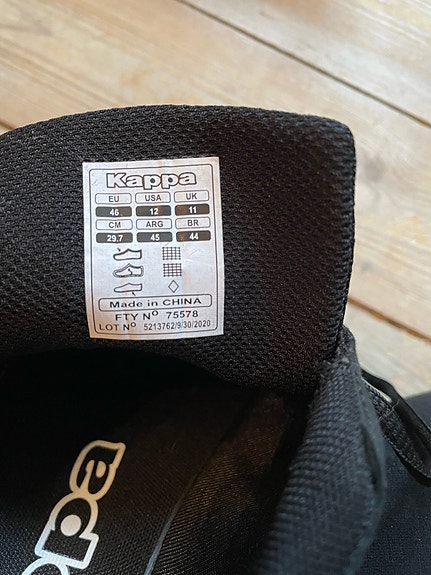 Kappa
EU USA UK
46 12 11
CM ARG BR
29.7 45 44
Made in CHINA
FTY Nº 75578
LOT Nº 5213762/9/30/2020
ppa